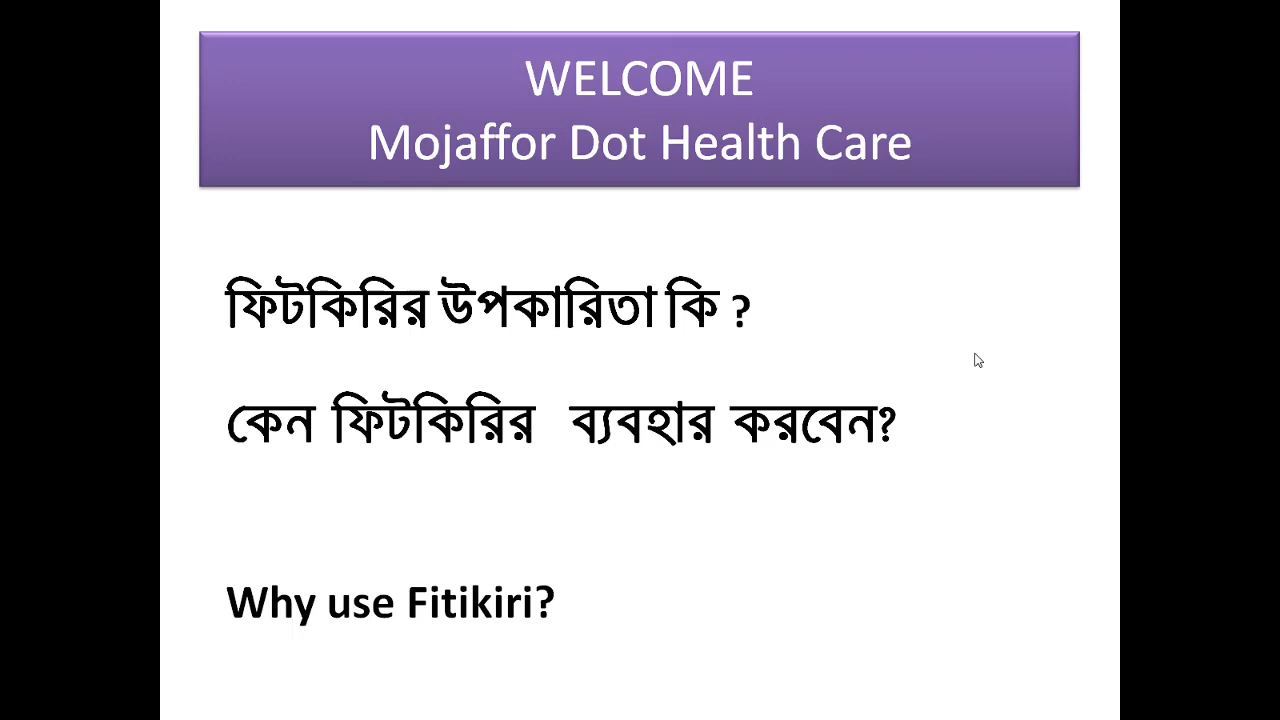 WELCOME
Mojaffor Dot Health Care
ফিটকিরির উপকারিতা কি ?
কেন ফিটকিরির ব্যবহার করবেন?
Why use Fitikiri?